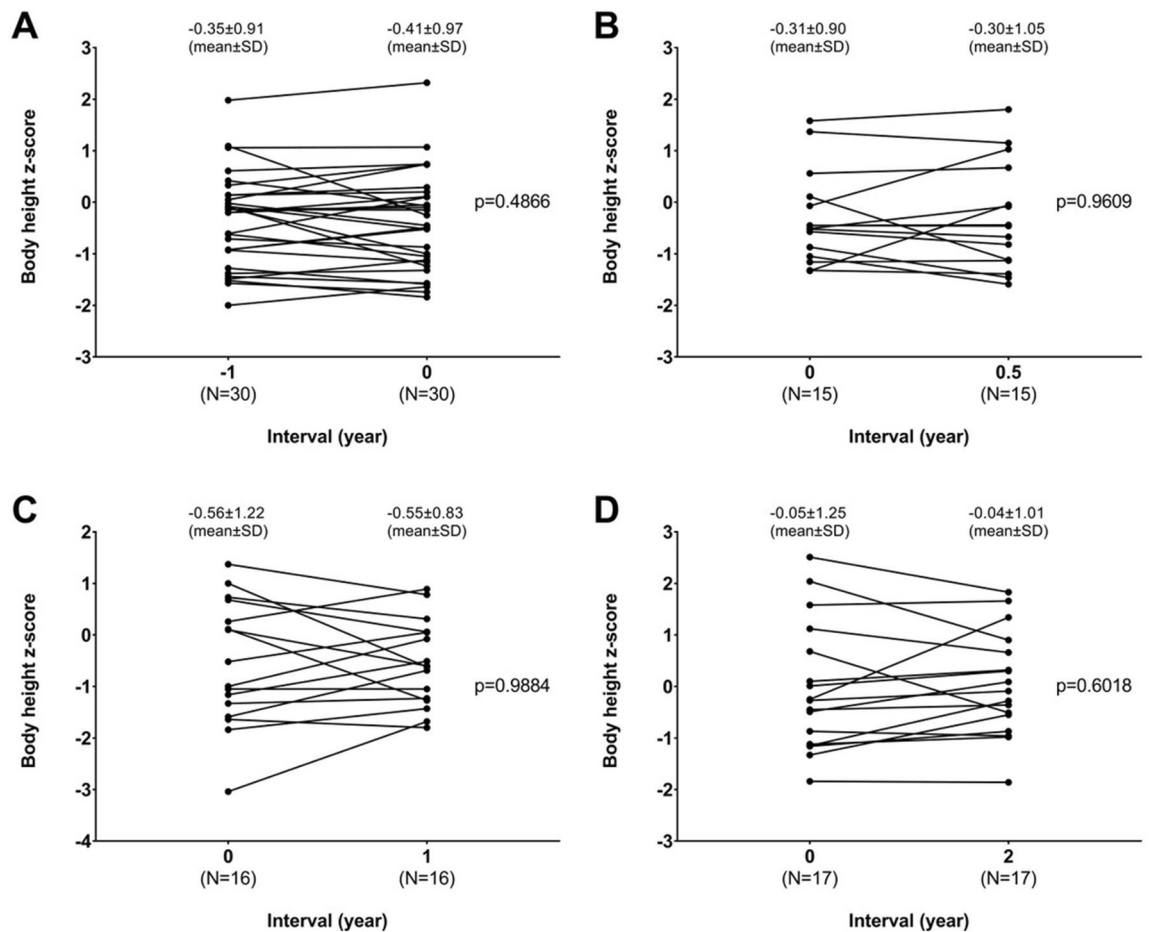 A
-0.35±0.91
(mean±SD)
-0.41±0.97
(mean±SD)
3
2
1
0
-1
-2
-3
Body height z-score
p=0.4866
-1
(N=30)
0
(N=30)
Interval (year)
B
-0.31±0.90
(mean±SD)
-0.30±1.05
(mean±SD)
3
2
1
0
-1
-2
-3
Body height z-score
p=0.9609
0
(N=15)
0.5
(N=15)
Interval (year)
C
-0.56±1.22
(mean±SD)
-0.55±0.83
(mean±SD)
2
1
0
-1
-2
-3
-4
Body height z-score
p=0.9884
0
(N=16)
1
(N=16)
Interval (year)
D
-0.05±1.25
(mean±SD)
-0.04±1.01
(mean±SD)
3
2
1
0
-1
-2
-3
Body height z-score
p=0.6018
0
(N=17)
2
(N=17)
Interval (year)